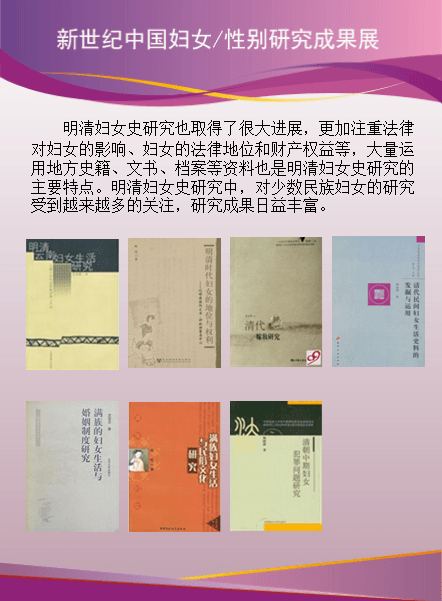 新世纪中国妇女/性别研究成果展
明清妇女史研究也取得了很大进展，更加注重法律
对妇女的影响、妇女的法律地位和财产权益等，大量运
用地方史籍、文书、档案等资料也是明清妇女史研究的
主要特点。明清妇女史研究中，对少数民族妇女的研究
受到越来越多的关注，研究成果日益丰富。
明清
云南妇女生活
研究
明清时代妇女的地位与权利
清代
嫁妆研究
清代民间妇女生活史料的
发掘与运用
满族的妇女生活与
婚姻制度研究
满族妇女生活
与民俗文化
研究
法
清朝中期妇女
犯罪问题研究